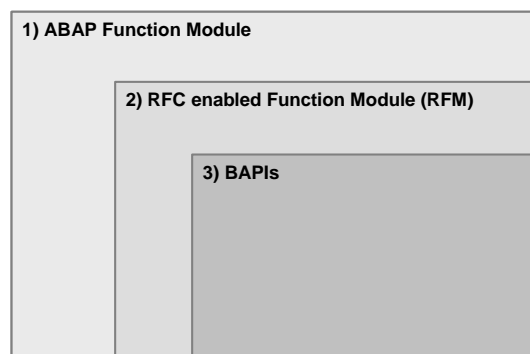 1) ABAP Function Module
2) RFC enabled Function Module (RFM)
3) BAPIs